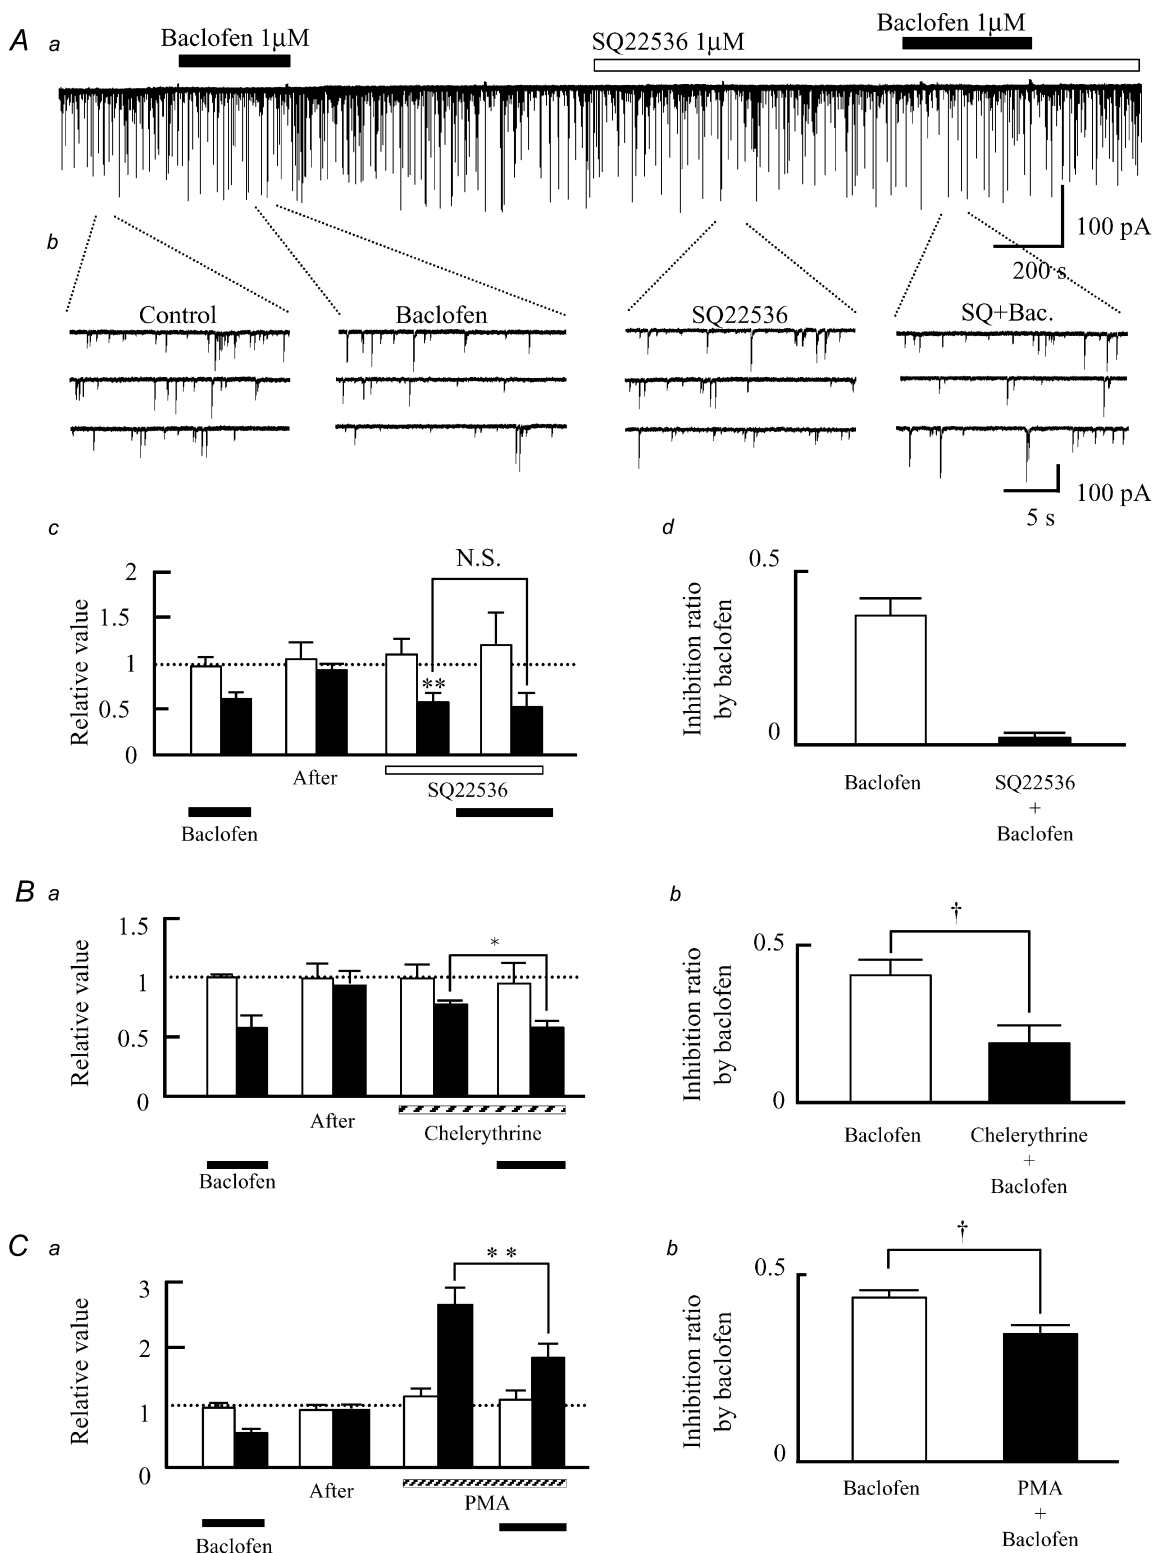 A a
Baclofen 1μM
SQ22536 1μM
Baclofen 1μM
100 pA
200 s
b
Control
Baclofen
SQ22536
SQ+Bac.
100 pA
5 s
c
N.S.
Relative value
2
1.5
1
0.5
0
**
After
SQ22536
Baclofen
d
Inhibition ratio
by baclofen
0.5
0
Baclofen
SQ22536
+
Baclofen
B a
Relative value
1.5
1
0.5
0
*
After
Chelerythrine
Baclofen
b
Inhibition ratio
by baclofen
0.5
0
†
Baclofen
Chelerythrine
+
Baclofen
C a
Relative value
3
2
1
0
* *
After
PMA
Baclofen
b
Inhibition ratio
by baclofen
0.5
0
†
Baclofen
PMA
+
Baclofen